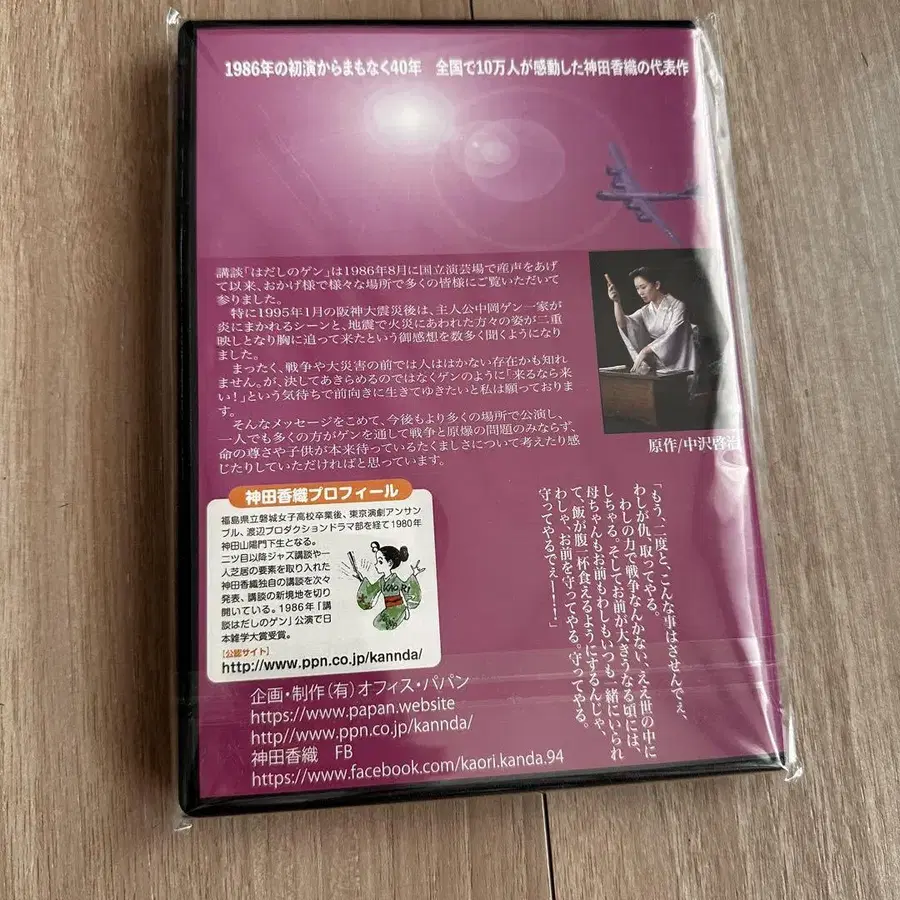 1986年の初演からまもなく40年　全国で10万人が感動した神田香織の代表作
講談「はだしのゲン」は1986年8月に国立演芸場で産声をあげ
て以来、おかげ様で様々な場所で多くの皆様にご覧いただいて
参りました。
特に1995年1月の阪神大震災後は、主人公中岡ゲン一家が
炎にまかれるシーンと、地震で火災にあわれた方々の姿が二重
映しとなり胸に迫って来たという御感想を数多く聞くようになり
ました。
まったく、戦争や大災害の前では人ははかない存在かも知れ
ません。が、決してあきらめるのではなくゲンのように「来るなら来
い！」という気持ちで前向きに生きてゆきたいと私は願っておりま
す。
そんなメッセージをこめて、今後もより多くの場所で公演し、
一人でも多くの方がゲンを通して戦争と原爆の問題のみならず、
命の尊さや子供が本来待っているたくましさについて考えたり感
じたりしていただければと思っています。
原作/中沢啓治
「もう、二度と、こんな事はさせんでぇ、
わしが仇、取ってやる。
わしの力で戦争なんかない、ええ世の中に
しちゃる。そしてお前が大きうなる頃には、
母ちゃんもお前もわしもいつも一緒にいられ
て、飯が腹一杯食えるようにするんじゃ、
わしゃ、お前を守ってやる。守ってやる。
守ってやるでぇー…」
神田香織プロフィール
福島県立磐城女子高校卒業後、東京演劇アンサン
ブル、渡辺プロダクションドラマ部を経て1980年
神田山陽門下生となる。
二ツ目以降ジャズ講談や一
人芝居の要素を取り入れた
神田香織独自の講談を次々
発表、講談の新境地を切り
開いている。1986年「講
談はだしのゲン」公演で日
本雑学大賞受賞。
KAORI
【公認サイト】
http://www.ppn.co.jp/kannda/
企画・制作（有）オフィス・パパン
https://www.papan.website
http//www.ppn.co.jp/kannda/
神田香織　FB
https://www.facebook.com/kaori.kanda.94